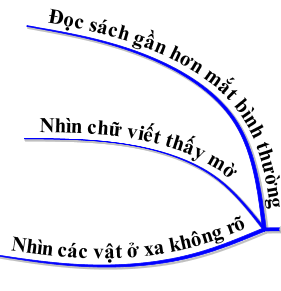 Đọc sách gần hơn mắt bình thường
Nhìn chữ viết thấy mờ
Nhìn các vật ở xa không rõ